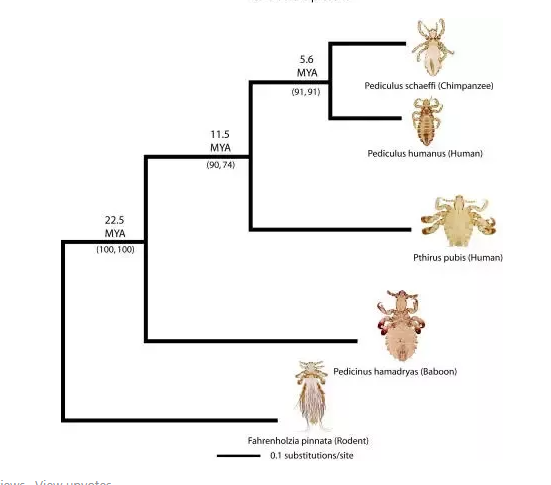 5.6
MYA
(91,91)
Pediculus schaeffi (Chimpanzee)
11.5
MYA
(90,74)
Pediculus humanus (Human)
22.5
MYA
(100,100)
Pthirus pubis (Human)
Pedicinus hamadryas (Baboon)
Fahrenholzia pinnata (Rodent)
0.1 substitutions/site